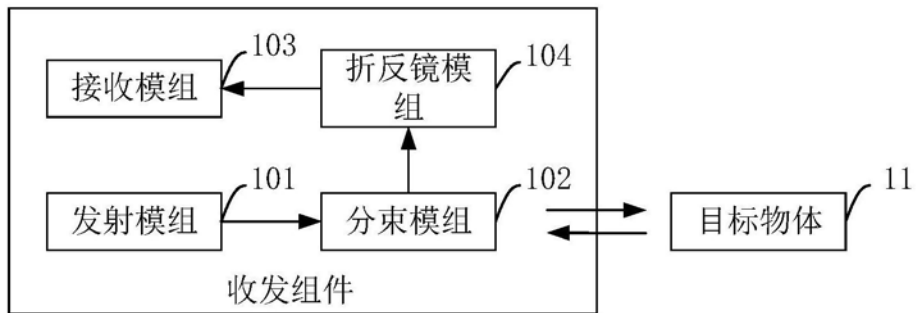 103
接收模组
折反镜模
组
104
101
发射模组
102
分束模组
11
目标物体
收发组件